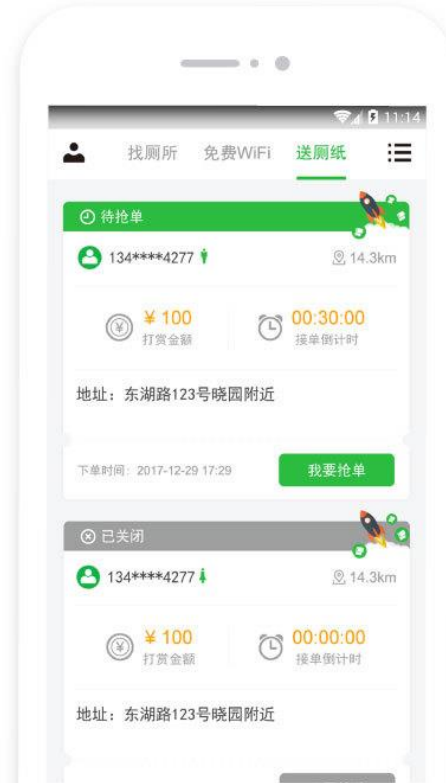 11:14
找厕所 免费WiFi 送厕纸
待抢单
134****4277 14.3km
¥ 100 00:30:00
打赏金额 接单倒计时
地址：东湖路123号晓园附近
下单时间：2017-12-29 17:29 我要抢单
已关闭
134****4277 14.3km
¥ 100 00:00:00
打赏金额 接单倒计时
地址：东湖路123号晓园附近